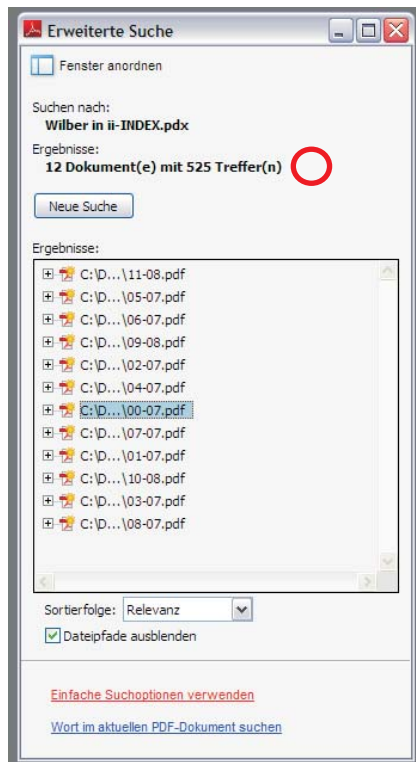 Erweiterte Suche
Fenster anordnen
Suchen nach:
Wilber in ii-INDEX.pdx
Ergebnisse:
12 Dokument(e) mit 525 Treffer(n)
Neue Suche
Ergebnisse:
C:\D...\11-08.pdf
C:\D...\05-07.pdf
C:\D...\06-07.pdf
C:\D...\09-08.pdf
C:\D...\02-07.pdf
C:\D...\04-07.pdf
C:\D...\00-07.pdf
C:\D...\07-07.pdf
C:\D...\01-07.pdf
C:\D...\10-08.pdf
C:\D...\03-07.pdf
C:\D...\08-07.pdf
Sortierfolge: Relevanz
Dateipfade ausblenden
Einfache Suchoptionen verwenden
Wort im aktuellen PDF-Dokument suchen